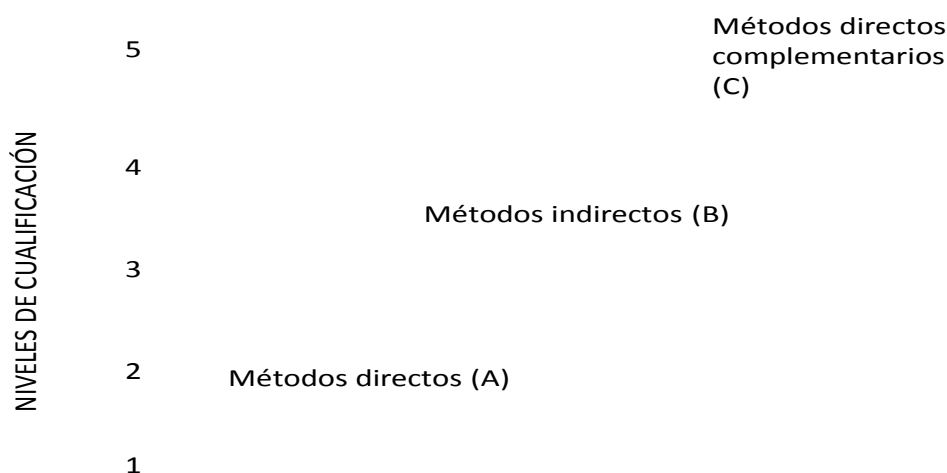 Métodos directos
complementarios
(C)
5
4
Métodos indirectos (B)
3
2
Métodos directos (A)
1
NIVELES DE CUALIFICACIÓN